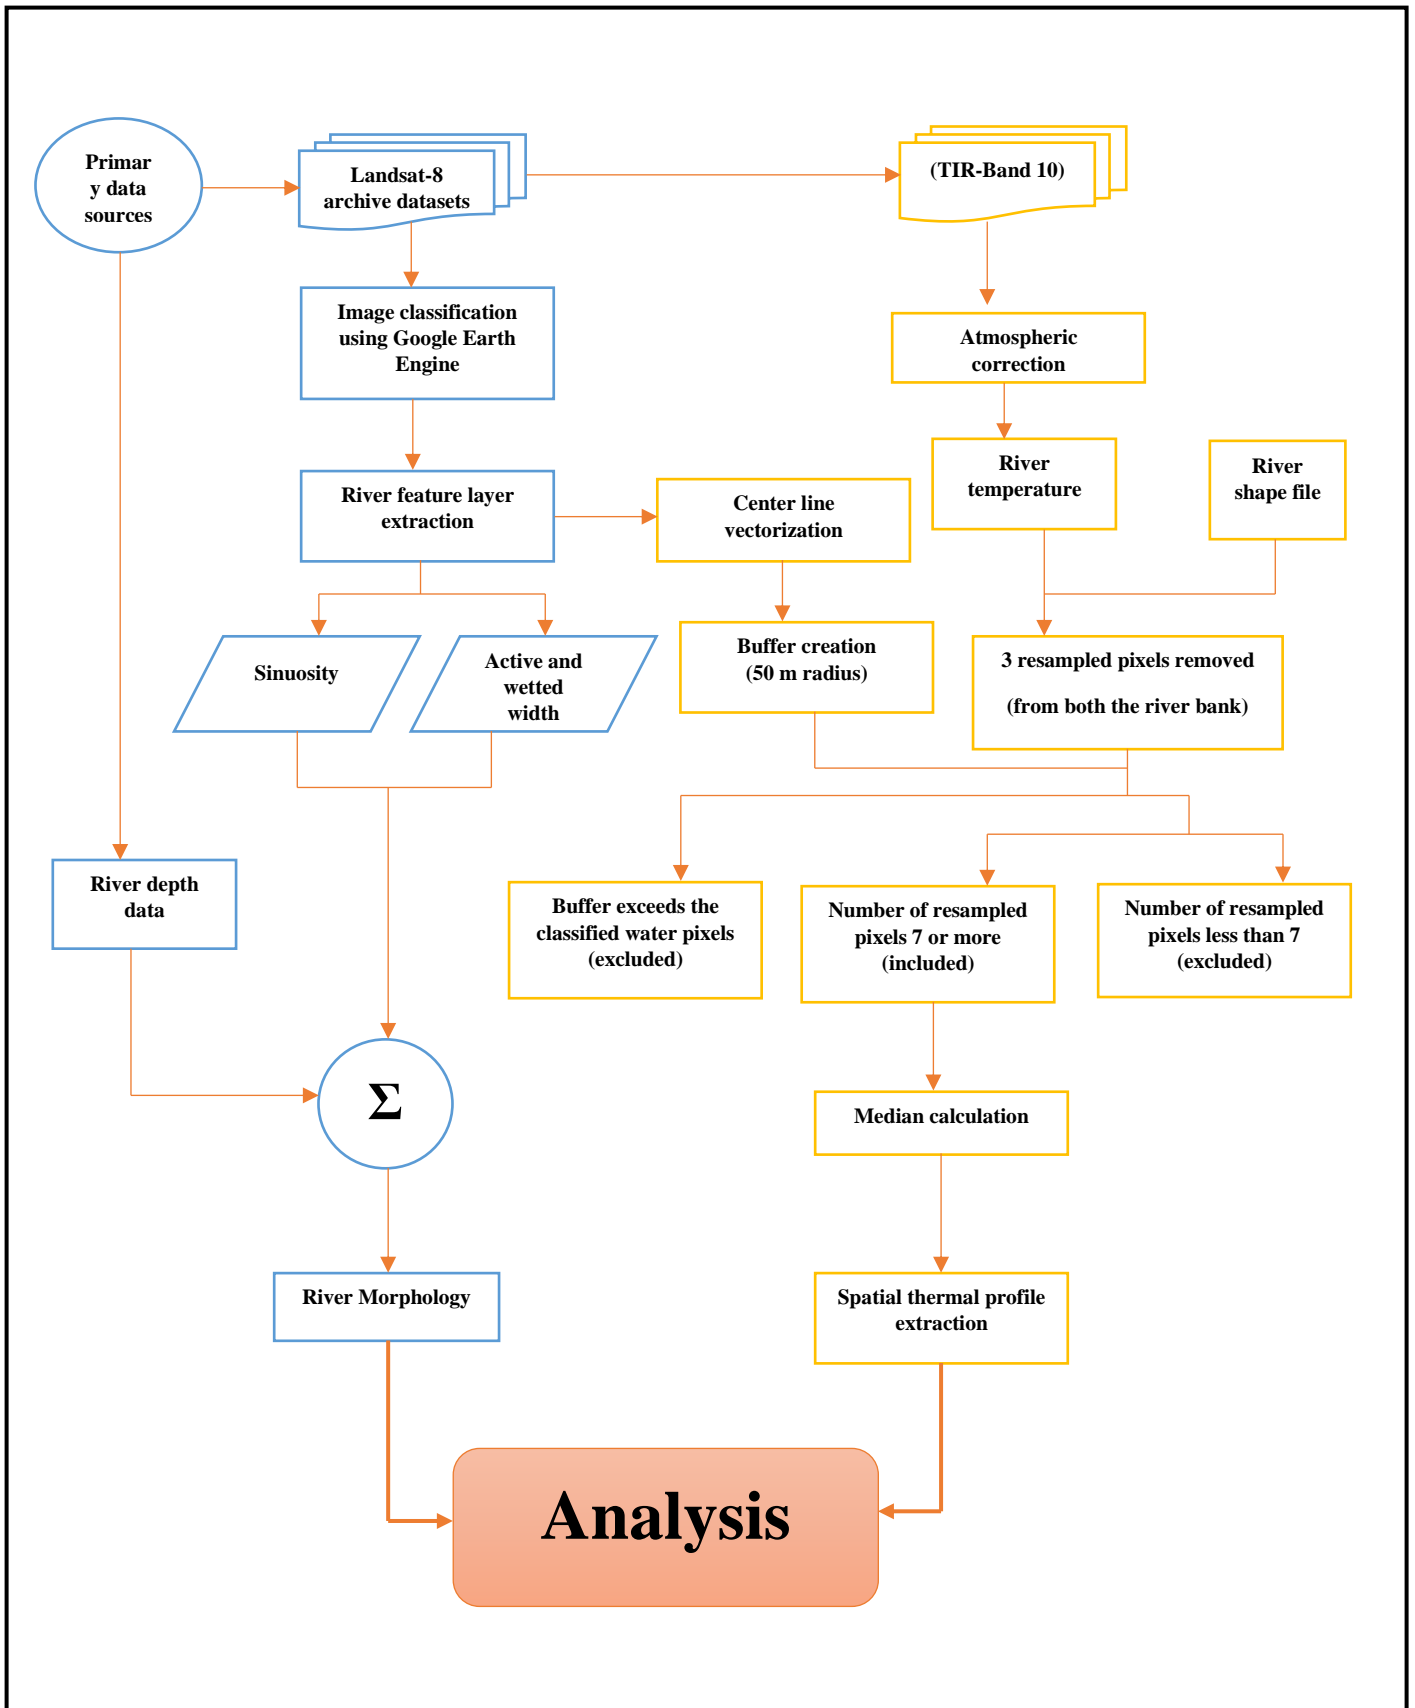 Primar
y data
sources
Landsat-8
archive datasets
(TIR-Band 10)
Image classification
using Google Earth
Engine
Atmospheric
correction
River feature layer
extraction
Center line
vectorization
River
temperature
River
shape file
Sinuosity
Active and
wetted
width
Buffer creation
(50 m radius)
3 resampled pixels removed
(from both the river bank)
River depth
data
Buffer exceeds the
classified water pixels
(excluded)
Number of resampled
pixels 7 or more
(included)
Number of resampled
pixels less than 7
(excluded)
Σ
Median calculation
River Morphology
Spatial thermal profile
extraction
Analysis